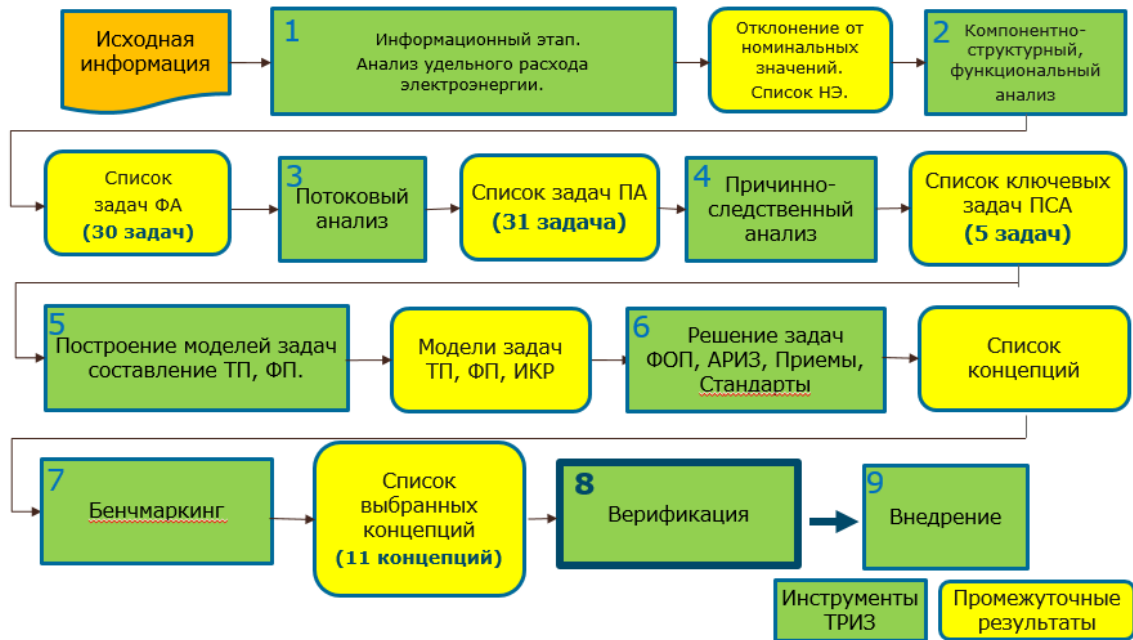 Исходная
информация
1
Информационный этап.
Анализ удельного расхода
электроэнергии.
Отклонение от
номинальных
значений.
Список НЭ.
2
Компонентно-
структурный,
функциональный
анализ
Список
задач ФА
(30 задач)
3
Потоковый
анализ
Список задач ПА
(31 задача)
4
Причинно-
следственный
анализ
Список ключевых
задач ПСА
(5 задач)
5
Построение моделей задач
составление ТП, ФП.
Модели задач
ТП, ФП, ИКР
6
Решение задач
ФОП, АРИЗ, Приемы,
Стандарты
Список
концепций
7
Бенчмаркинг
Список
выбранных
концепций
(11 концепций)
8
Верификация
9
Внедрение
Инструменты
ТРИЗ
Промежуточные
результаты